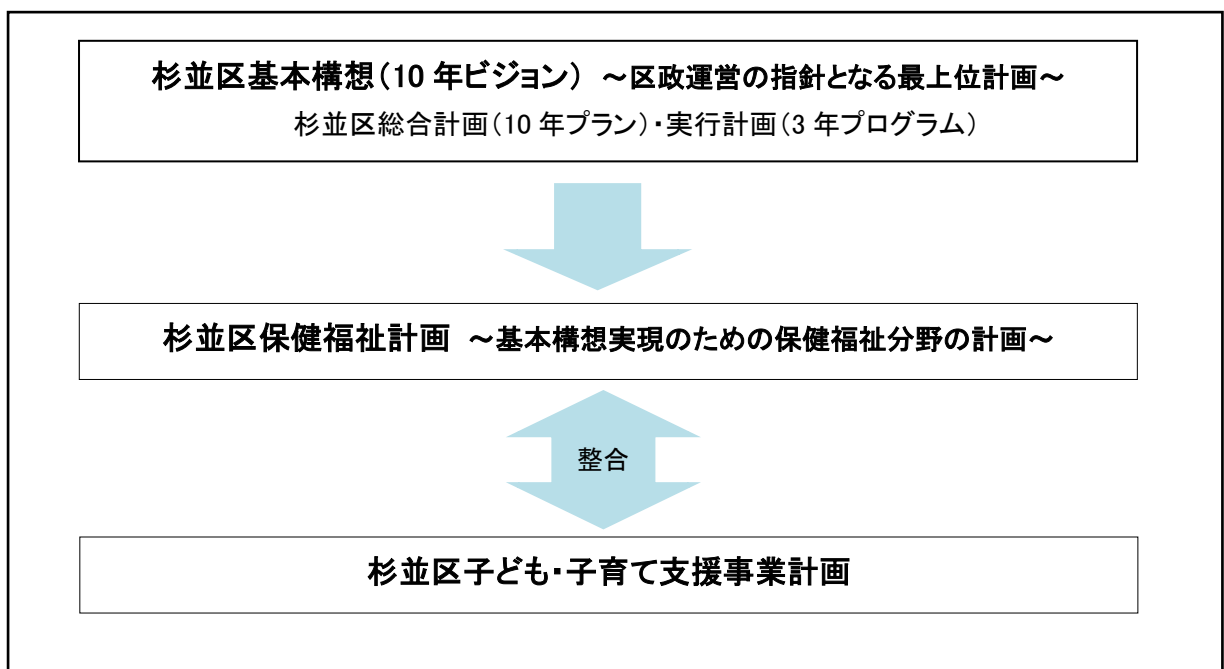 杉並区基本構想(10年ビジョン) ～区政運営の指針となる最上位計画～
杉並区総合計画(10年プラン)・実行計画(3年プログラム)
杉並区保健福祉計画 ～基本構想実現のための保健福祉分野の計画～
整合
杉並区子ども・子育て支援事業計画